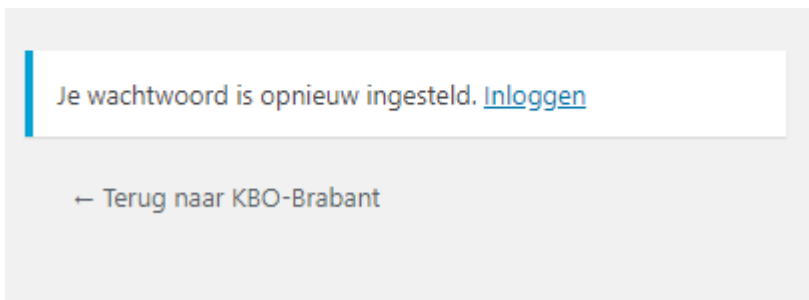 Je wachtwoord is opnieuw ingesteld. Inloggen
← Terug naar KBO-Brabant